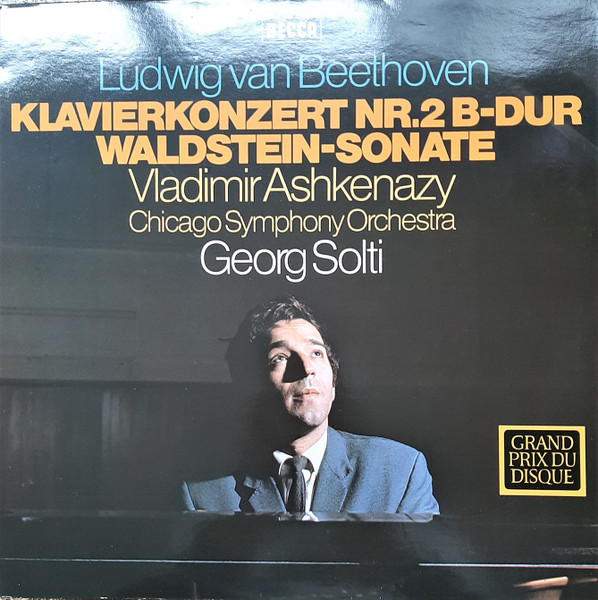 DECCA
Ludwig van Beethoven
KLAVIERKONZERT NR.2 B-DUR
WALDSTEIN-SONATE
Vladimir Ashkenazy
Chicago Symphony Orchestra
Georg Solti
GRAND
PRIX DU
DISQUE